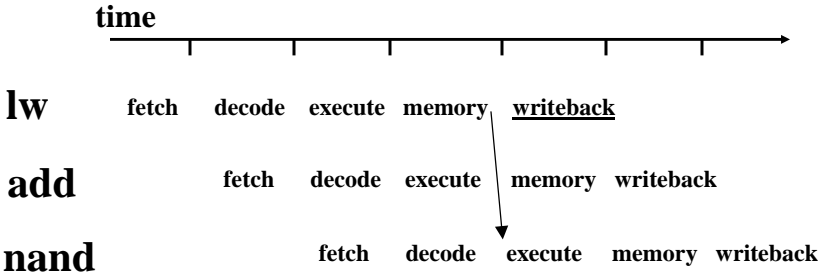 time
lw fetch decode execute memory writeback
add fetch decode execute memory writeback
nand fetch decode execute memory writeback